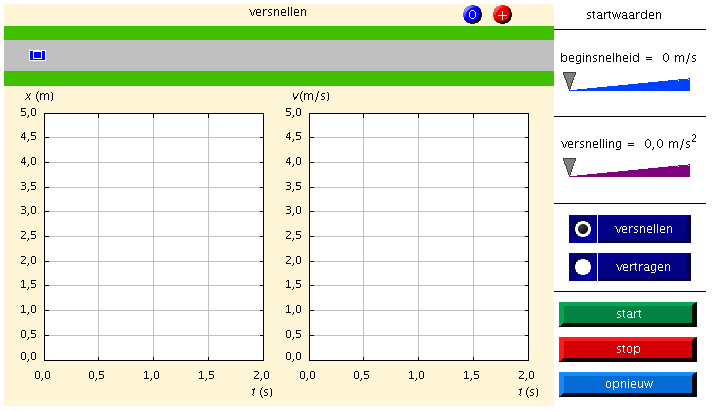 versnellen
0 +
startwaarden
beginsnelheid = 0 m/s
versnelling = 0,0 m/s²
versnellen
vertragen
start
stop
opnieuw
x (m)
5,0
4,5
4,0
3,5
3,0
2,5
2,0
1,5
1,0
0,5
0,0
0,0 0,5 1,0 1,5 2,0
t (s)
v(m/s)
5,0
4,5
4,0
3,5
3,0
2,5
2,0
1,5
1,0
0,5
0,0
0,0 0,5 1,0 1,5 2,0
t (s)